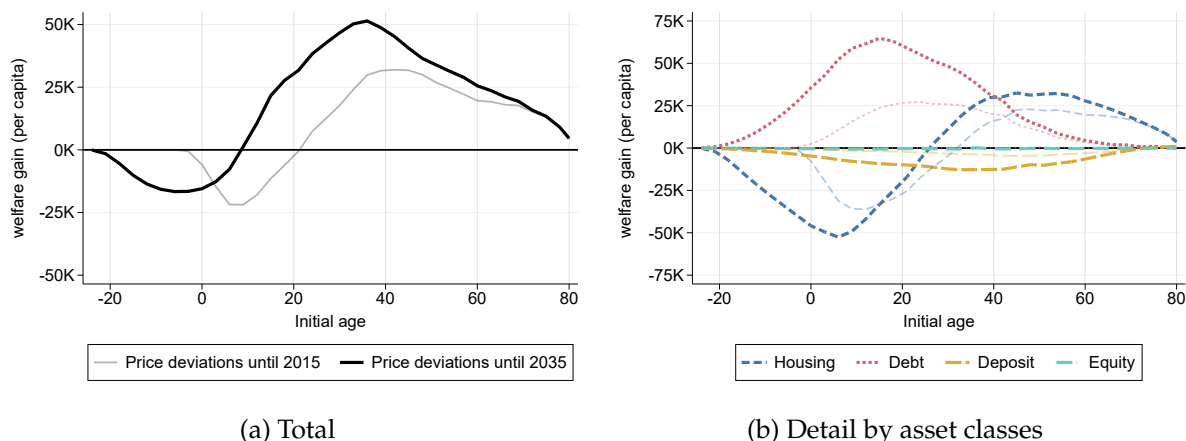 50K
25K
0K
-25K
-50K
welfare gain (per capita)
-20 0 20 40 60 80
Initial age
Price deviations until 2015 Price deviations until 2035
(a) Total
75K
50K
25K
0K
-25K
-50K
-75K
welfare gain (per capita)
-20 0 20 40 60 80
Initial age
Housing Debt Deposit Equity
(b) Detail by asset classes